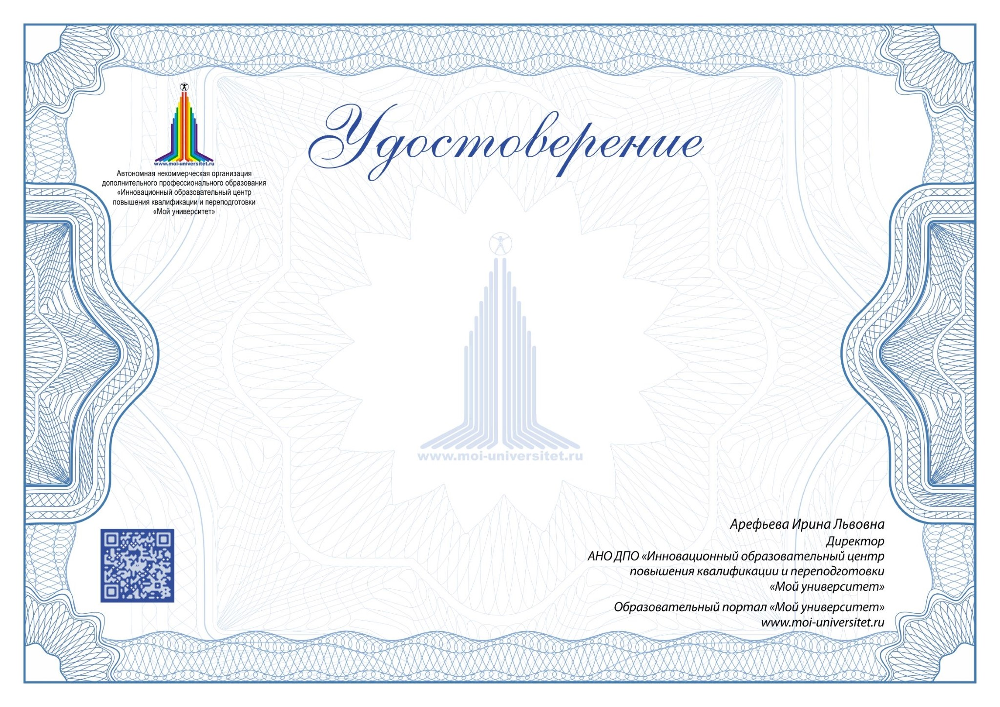 Удостоверение
www.moi-universitet.ru
Автономная некоммерческая организация
дополнительного профессионального образования
«Инновационный образовательный центр
повышения квалификации и переподготовки
«Мой университет»
www.moi-universitet.ru
Арефьева Ирина Львовна
Директор
АНО ДПО «Инновационный образовательный центр
повышения квалификации и переподготовки
«Мой университет»
Образовательный портал «Мой университет»
www.moi-universitet.ru